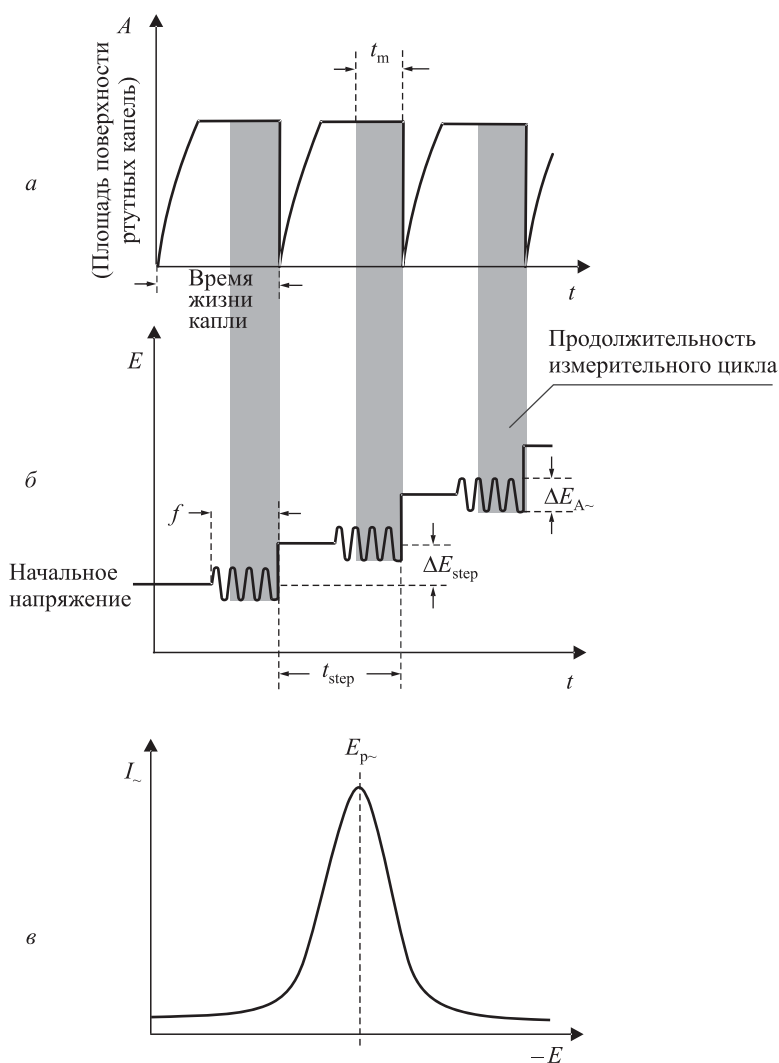 A
(Площадь поверхности
ртутных капель)
t_m
а
Время
жизни
капли
t
E
Продолжительность
измерительного цикла
б
f
ΔE_A~
Начальное
напряжение
ΔE_step
t_step
t
E_p~
I_~
в
–E